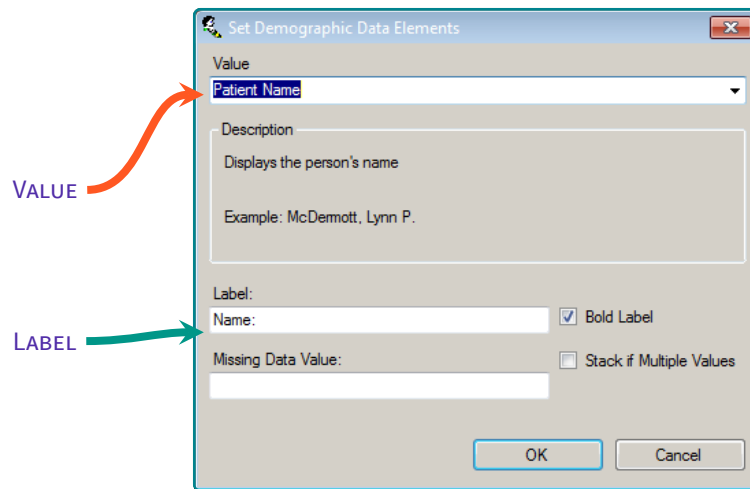 Set Demographic Data Elements
Value
Patient Name
Description
Displays the person's name
VALUE
Example: McDermott, Lynn P.
Label:
Name:
Bold Label
LABEL
Missing Data Value:
Stack if Multiple Values
OK
Cancel